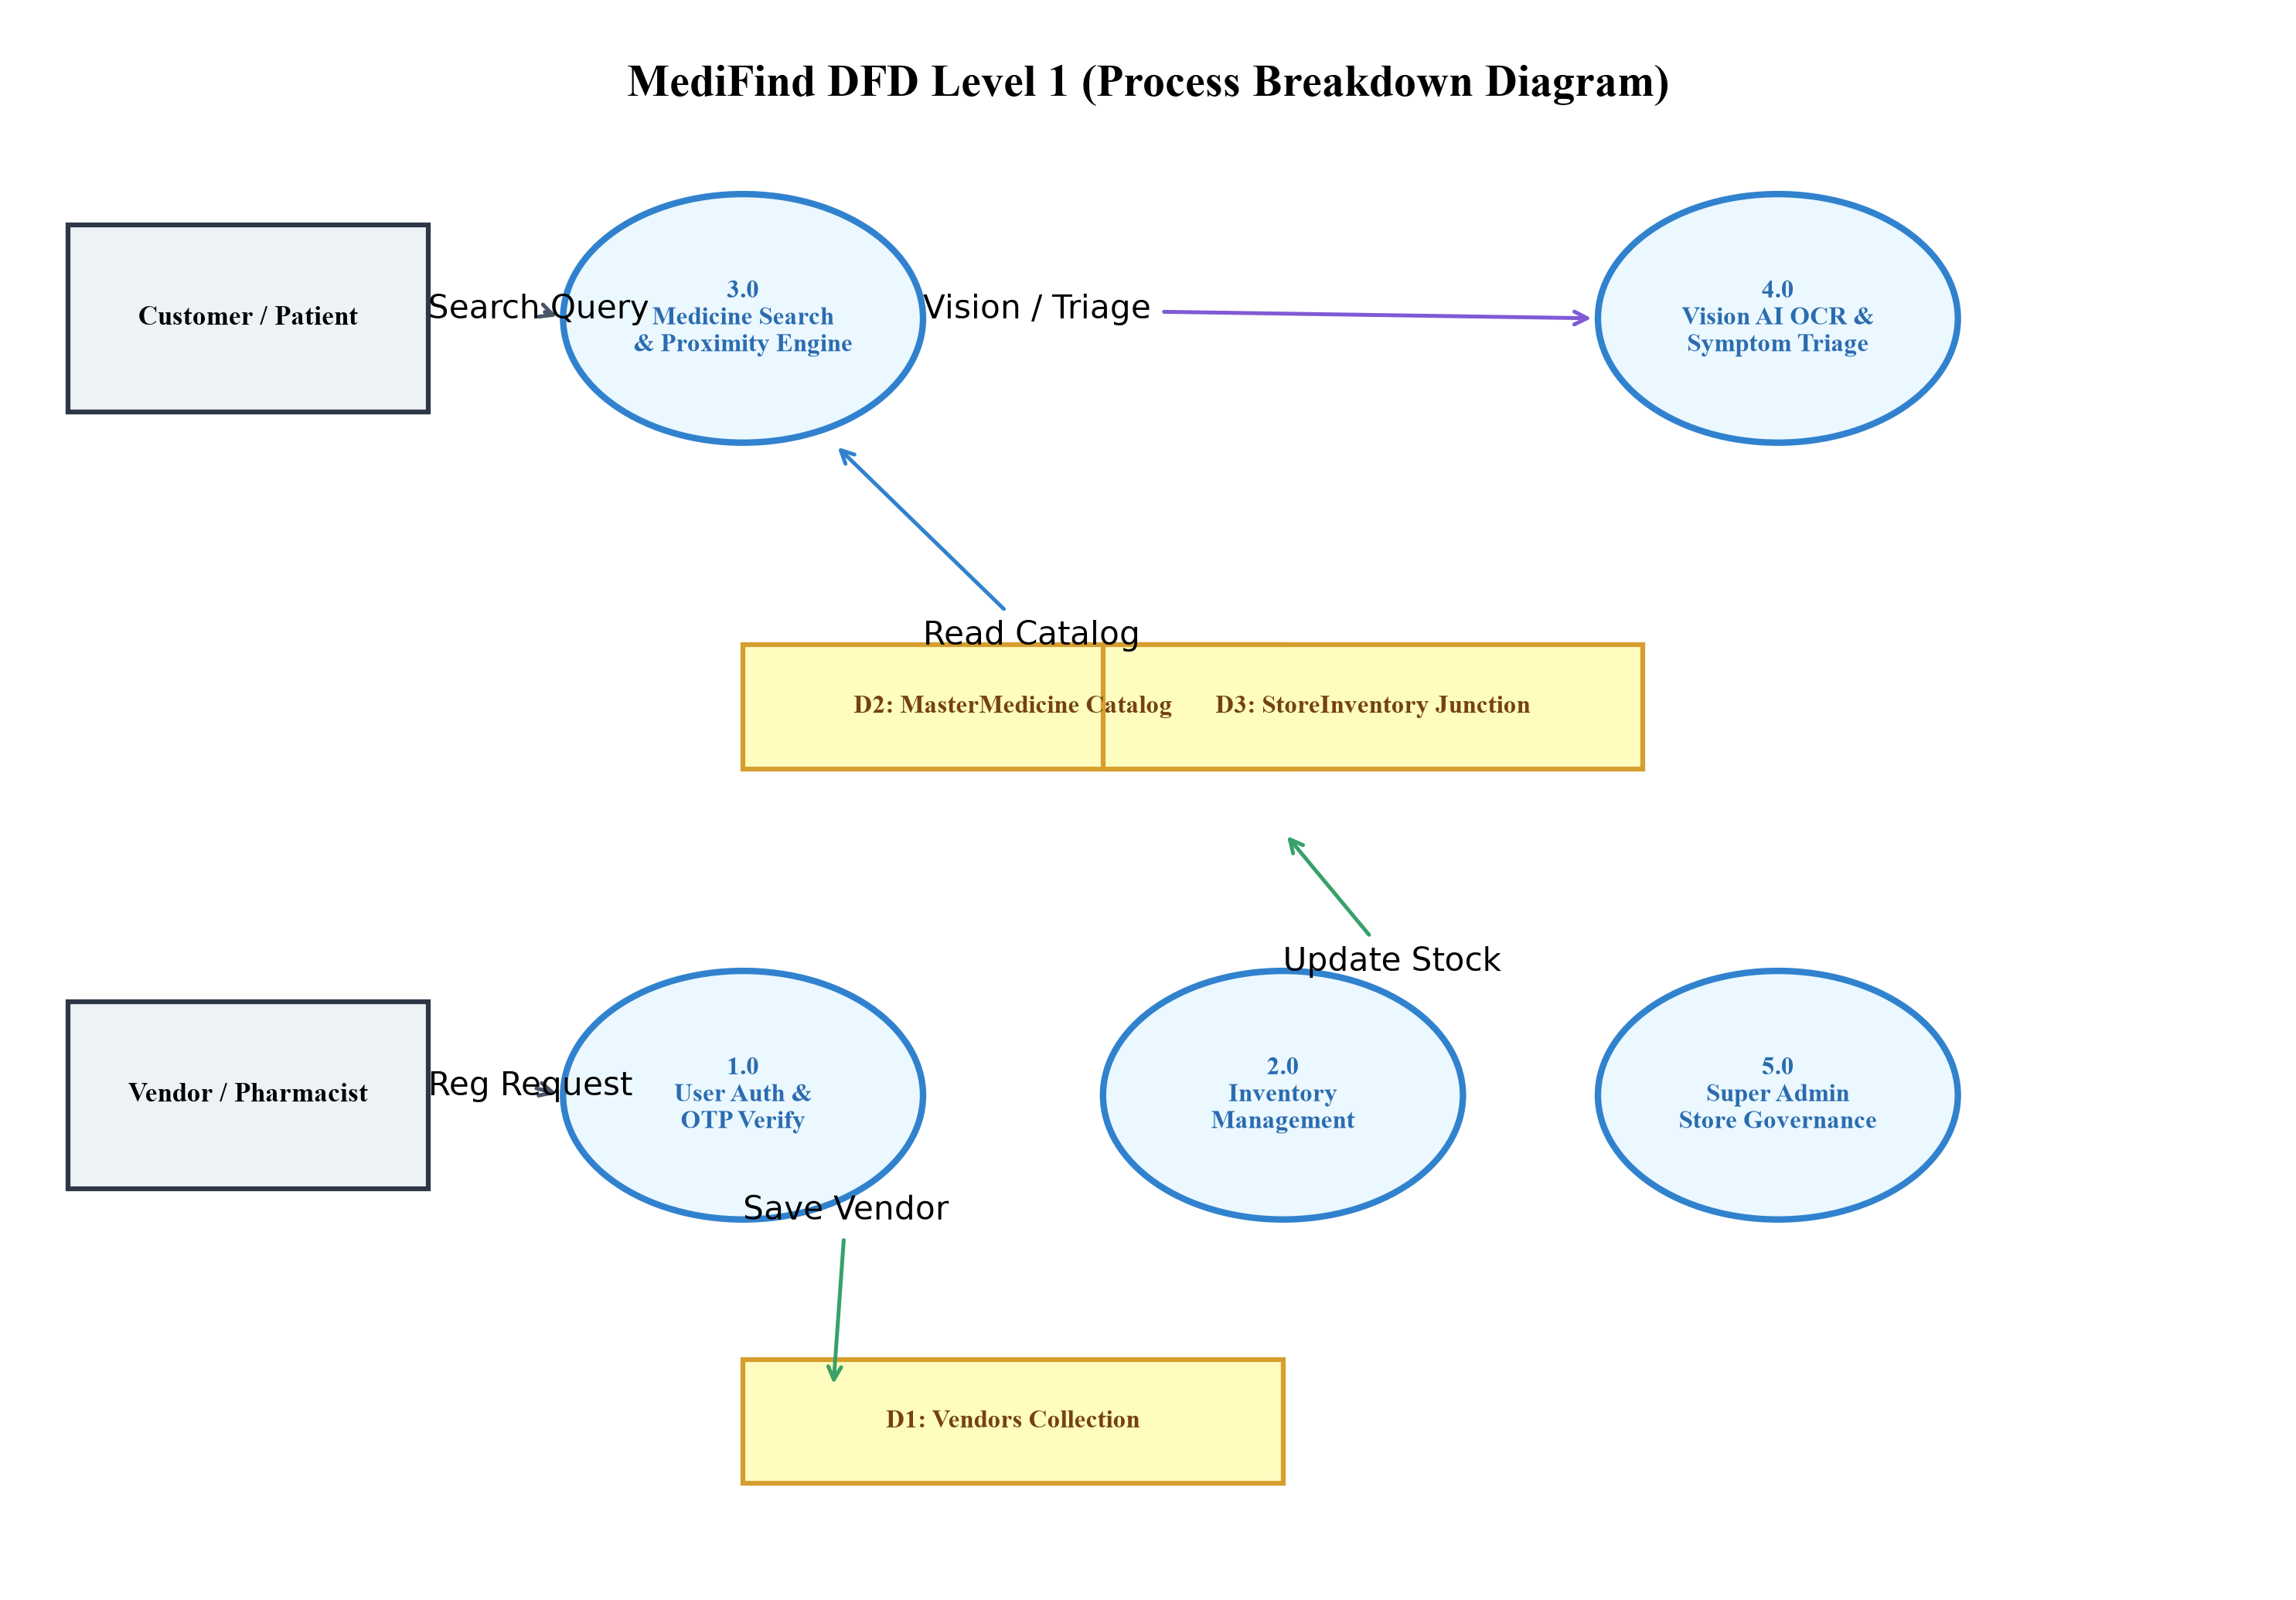 MediFind DFD Level 1 (Process Breakdown Diagram)
Customer / Patient
Search Query
3.0
Medicine Search
& Proximity Engine
Vision / Triage
4.0
Vision AI OCR &
Symptom Triage
Read Catalog
D2: MasterMedicine Catalog
D3: StoreInventory Junction
Update Stock
Vendor / Pharmacist
Reg Request
1.0
User Auth &
OTP Verify
2.0
Inventory
Management
5.0
Super Admin
Store Governance
Save Vendor
D1: Vendors Collection